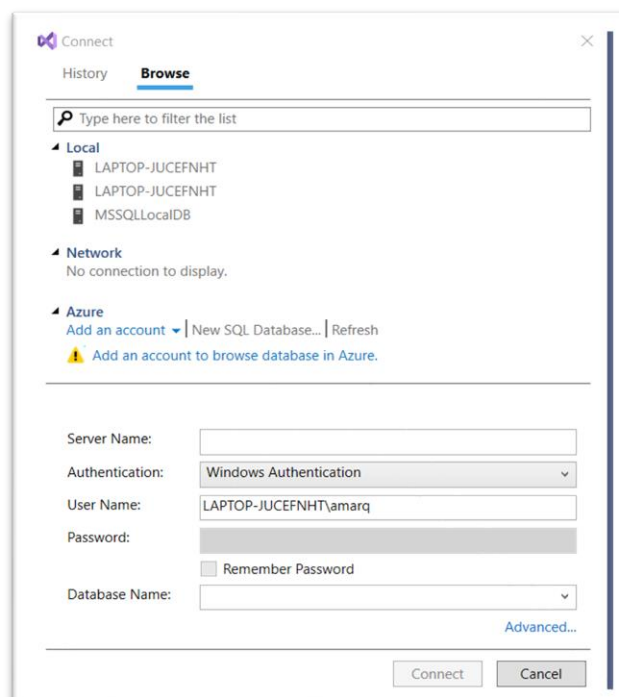 Connect
History Browse
Type here to filter the list
Local
LAPTOP-JUCEFNHT
LAPTOP-JUCEFNHT
MSSQLLocalDB
Network
No connection to display.
Azure
Add an account | New SQL Database... | Refresh
Add an account to browse database in Azure.
Server Name:
Authentication: Windows Authentication
User Name: LAPTOP-JUCEFNHT\amarq
Password:
Remember Password
Database Name:
Advanced...
Connect Cancel